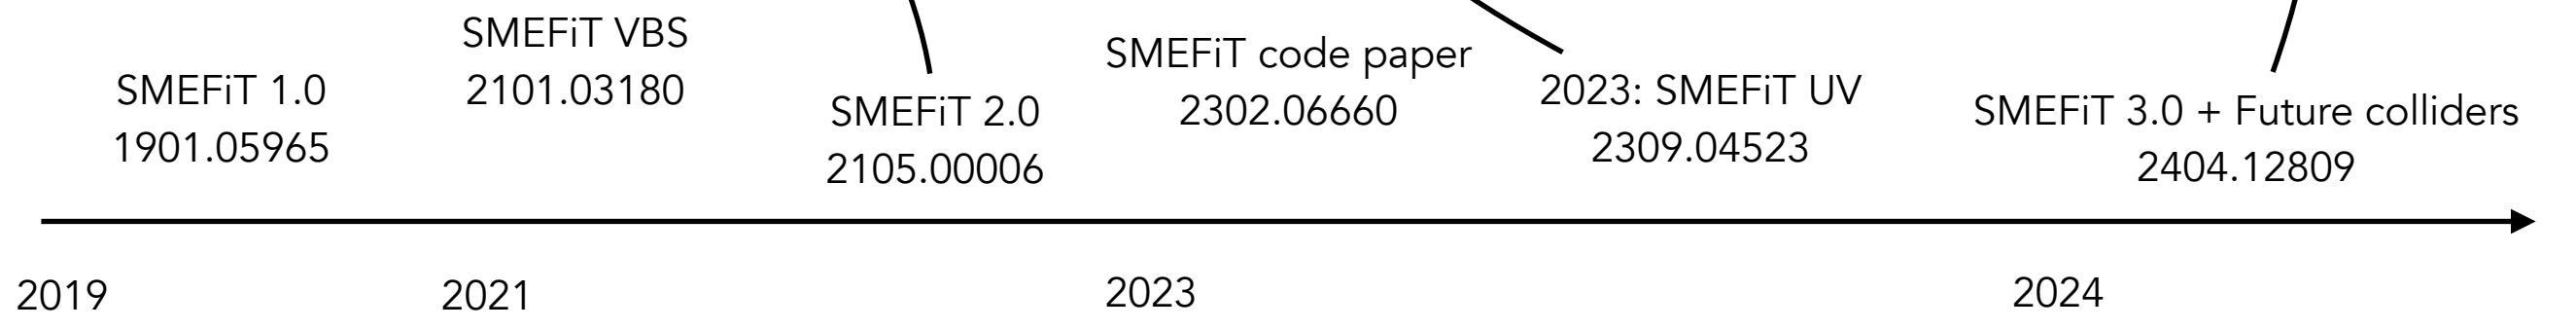 SMEFiT 1.0
1901.05965
SMEFiT VBS
2101.03180
SMEFiT 2.0
2105.00006
SMEFiT code paper
2302.06660
2023: SMEFiT UV
2309.04523
SMEFiT 3.0 + Future colliders
2404.12809
2019
2021
2023
2024